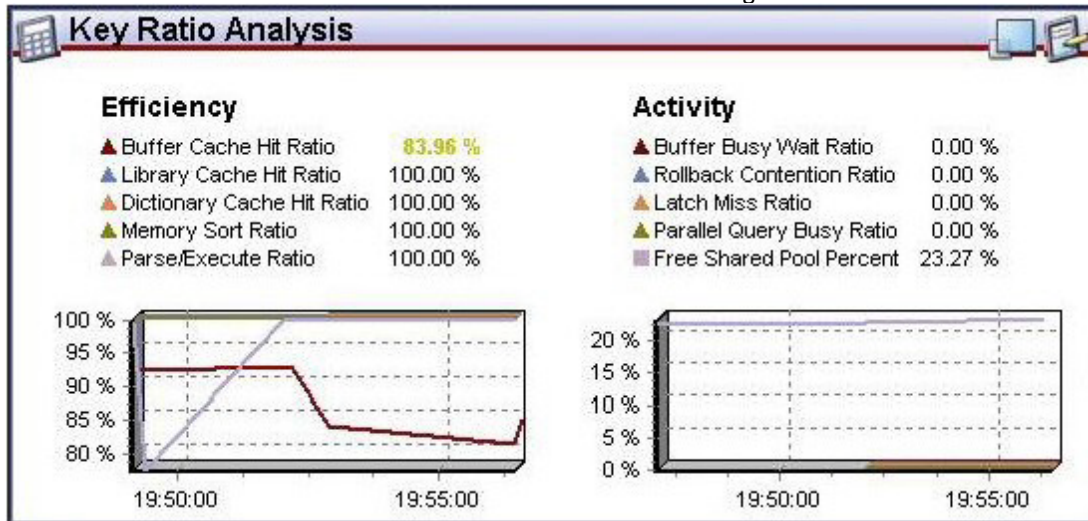 Key Ratio Analysis
Efficiency
Buffer Cache Hit Ratio 83.96 %
Library Cache Hit Ratio 100.00 %
Dictionary Cache Hit Ratio 100.00 %
Memory Sort Ratio 100.00 %
Parse/Execute Ratio 100.00 %
100 %
95 %
90 %
85 %
80 %
19:50:00 19:55:00
Activity
Buffer Busy Wait Ratio 0.00 %
Rollback Contention Ratio 0.00 %
Latch Miss Ratio 0.00 %
Parallel Query Busy Ratio 0.00 %
Free Shared Pool Percent 23.27 %
20 %
15 %
10 %
5 %
0 %
19:50:00 19:55:00